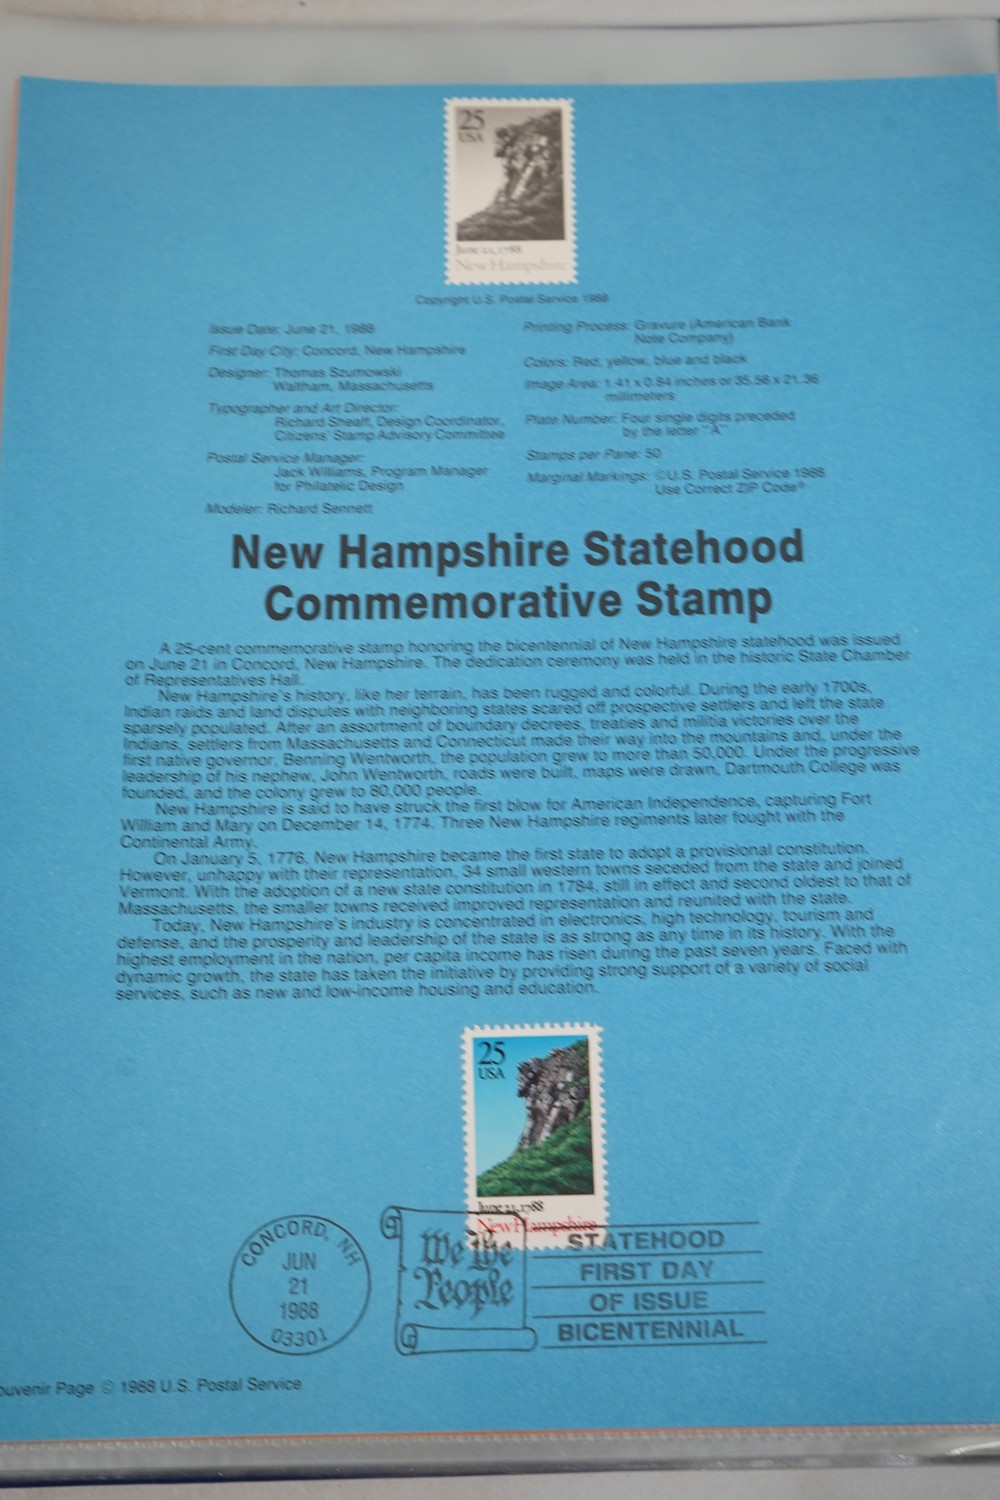 25
USA
June 21, 1788
New Hampshire
Copyright U.S. Postal Service 1988
Issue Date: June 21, 1988
First Day City: Concord, New Hampshire
Designer: Thomas Szumowski
Waltham, Massachusetts
Typographer and Art Director:
Richard Sheaff, Design Coordinator,
Citizens' Stamp Advisory Committee
Postal Service Manager:
Jack Williams, Program Manager
for Philatelic Design
Modeler: Richard Sennett
Printing Process: Gravure (American Bank
Note Company)
Colors: Red, yellow, blue and black
Image Area: 1.41 x 0.84 inches or 35.56 x 21.36
millimeters
Plate Number: Four single digits preceded
by the letter "A"
Stamps per Pane: 50
Marginal Markings: ©U.S. Postal Service 1988
Use Correct ZIP Code®
New Hampshire Statehood
Commemorative Stamp
A 25-cent commemorative stamp honoring the bicentennial of New Hampshire statehood was issued
on June 21 in Concord, New Hampshire. The dedication ceremony was held in the historic State Chamber
of Representatives Hall.
New Hampshire's history, like her terrain, has been rugged and colorful. During the early 1700s,
Indian raids and land disputes with neighboring states scared off prospective settlers and left the state
sparsely populated. After an assortment of boundary decrees, treaties and militia victories over the
Indians, settlers from Massachusetts and Connecticut made their way into the mountains and, under the
first native governor, Benning Wentworth, the population grew to more than 50,000. Under the progressive
leadership of his nephew, John Wentworth, roads were built, maps were drawn, Dartmouth College was
founded, and the colony grew to 80,000 people.
New Hampshire is said to have struck the first blow for American Independence, capturing Fort
William and Mary on December 14, 1774. Three New Hampshire regiments later fought with the
Continental Army.
On January 5, 1776, New Hampshire became the first state to adopt a provisional constitution.
However, unhappy with their representation, 34 small western towns seceded from the state and joined
Vermont. With the adoption of a new state constitution in 1784, still in effect and second oldest to that of
Massachusetts, the smaller towns received improved representation and reunited with the state.
Today, New Hampshire's industry is concentrated in electronics, high technology, tourism and
defense, and the prosperity and leadership of the state is as strong as any time in its history. With the
highest employment in the nation, per capita income has risen during the past seven years. Faced with
dynamic growth, the state has taken the initiative by providing strong support of a variety of social
services, such as new and low-income housing and education.
25
USA
June 21, 1788
New Hampshire
CONCORD, NH
JUN
21
1988
03301
We the
People
STATEHOOD
FIRST DAY
OF ISSUE
BICENTENNIAL
ouvenir Page © 1988 U.S. Postal Service